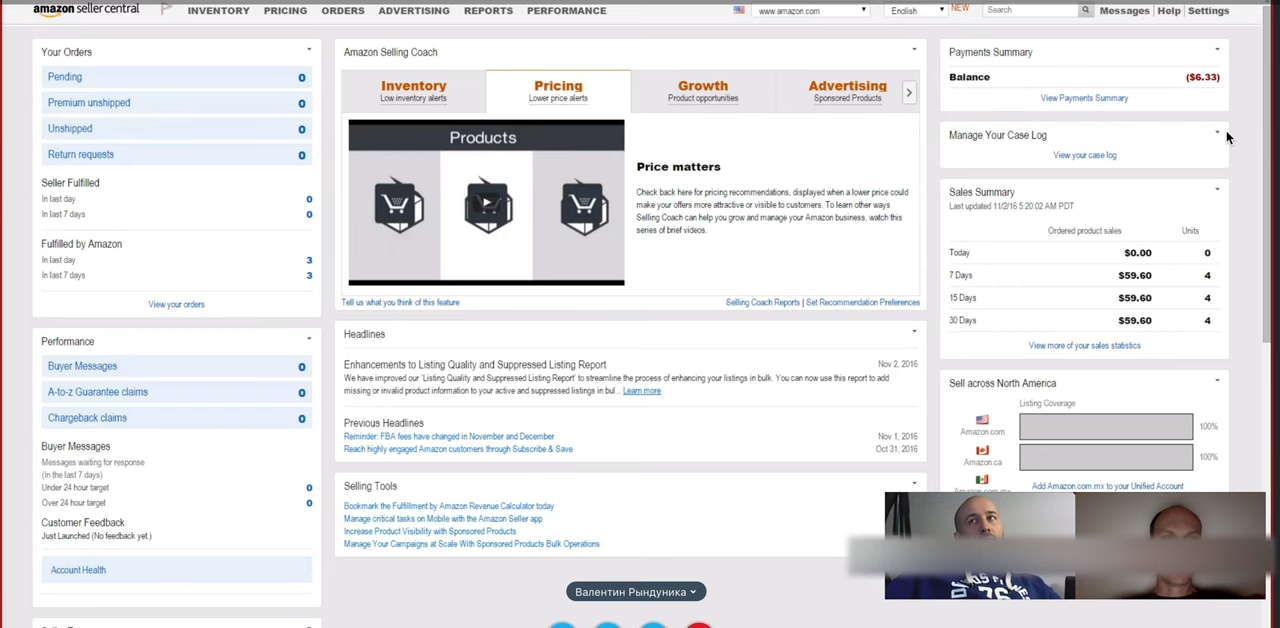 amazon seller central
INVENTORY PRICING ORDERS ADVERTISING REPORTS PERFORMANCE
www.amazon.com English NEW Search Messages Help Settings
Your Orders
Pending 0
Premium unshipped 0
Unshipped 0
Return requests 0
Seller Fulfilled
In last day 0
In last 7 days 0
Fulfilled by Amazon
In last day 3
In last 7 days 3
View your orders
Performance
Buyer Messages 0
A-to-z Guarantee claims 0
Chargeback claims 0
Buyer Messages
Messages waiting for response
(In the last 7 days)
Under 24 hour target 0
Over 24 hour target 0
Customer Feedback
Just Launched (No feedback yet.)
Account Health
Amazon Selling Coach
Inventory
Low inventory alerts
Pricing
Lower price alerts
Growth
Product opportunities
Advertising
Sponsored Products
Products
Price matters
Check back here for pricing recommendations, displayed when a lower price could
make your offers more attractive or visible to customers. To learn other ways
Selling Coach can help you grow and manage your Amazon business, watch this
series of brief videos.
Tell us what you think of this feature
Selling Coach Reports | Set Recommendation Preferences
Headlines
Enhancements to Listing Quality and Suppressed Listing Report Nov 2, 2016
We have improved our 'Listing Quality and Suppressed Listing Report' to streamline the process of enhancing your listings in bulk. You can now use this report to add
missing or invalid product information to your active and suppressed listings in bul... Learn more
Previous Headlines
Reminder: FBA fees have changed in November and December Nov 1, 2016
Reach highly engaged Amazon customers through Subscribe & Save Oct 31, 2016
Selling Tools
Bookmark the Fulfillment by Amazon Revenue Calculator today
Manage critical tasks on Mobile with the Amazon Seller app
Increase Product Visibility with Sponsored Products
Manage Your Campaigns at Scale With Sponsored Products Bulk Operations
Payments Summary
Balance ($6.33)
View Payments Summary
Manage Your Case Log
View your case log
Sales Summary
Last updated 11/2/16 5:20:02 AM PDT
Ordered product sales Units
Today $0.00 0
7 Days $59.60 4
15 Days $59.60 4
30 Days $59.60 4
View more of your sales statistics
Sell across North America
Listing Coverage
Amazon.com 100%
Amazon.ca 100%
Add Amazon.com.mx to your Unified Account
Валентин Рындуника